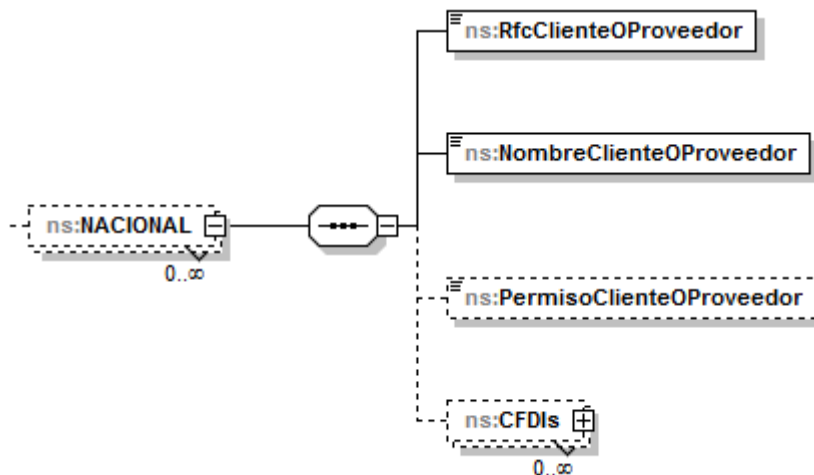 ns:RfcClienteOProveedor
ns:NombreClienteOProveedor
ns:NACIONAL
0..∞
ns:PermisoClienteOProveedor
ns:CFDIs
0..∞